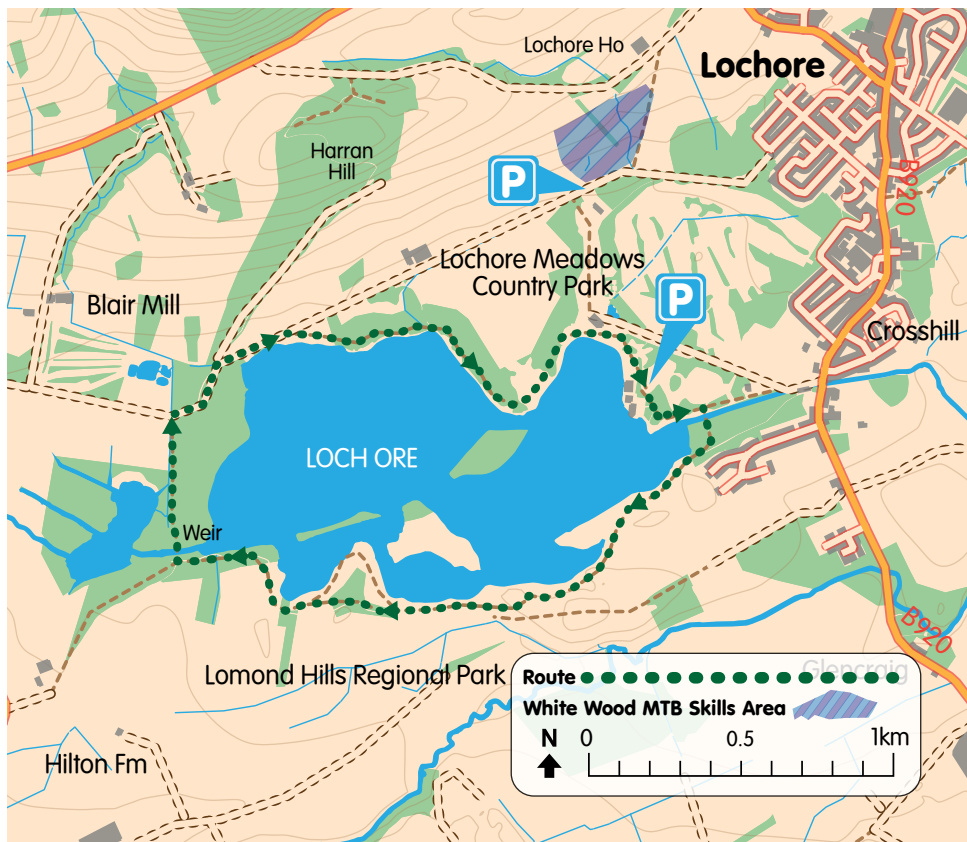 Lochore Ho
Lochore
Harran
Hill
P
B920
Lochore Meadows
Country Park
P
Blair Mill
Crosshill
LOCH ORE
Weir
B920
Lomond Hills Regional Park
Glencraig
Route
White Wood MTB Skills Area
N 0 0.5 1km
Hilton Fm